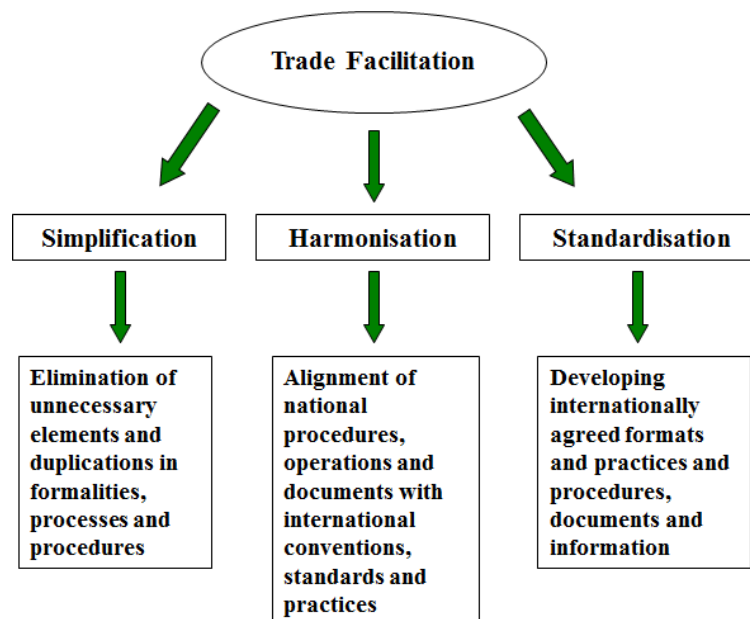 Trade Facilitation
Simplification
Harmonisation
Standardisation
Elimination of
unnecessary
elements and
duplications in
formalities,
processes and
procedures
Alignment of
national
procedures,
operations and
documents with
international
conventions,
standards and
practices
Developing
internationally
agreed formats
and practices and
procedures,
documents and
information